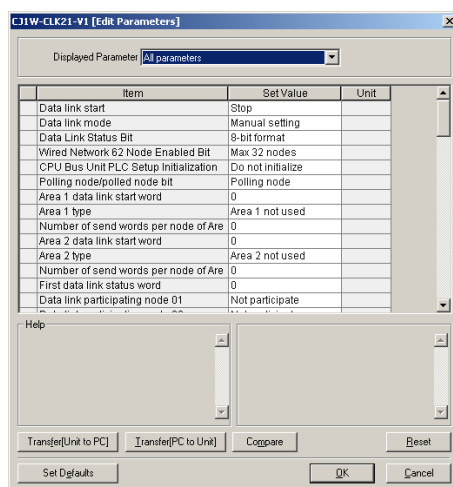 CJ1W-CLK21-V1 [Edit Parameters]
Displayed Parameter All parameters
Item Set Value Unit
Data link start Stop
Data link mode Manual setting
Data Link Status Bit 8-bit format
Wired Network 62 Node Enabled Bit Max 32 nodes
CPU Bus Unit PLC Setup Initialization Do not initialize
Polling node/polled node bit Polling node
Area 1 data link start word 0
Area 1 type Area 1 not used
Number of send words per node of Are 0
Area 2 data link start word 0
Area 2 type Area 2 not used
Number of send words per node of Are 0
First data link status word 0
Data link participating node 01 Not participate
Help
Transfer[Unit to PC] Transfer[PC to Unit] Compare Reset
Set Defaults OK Cancel